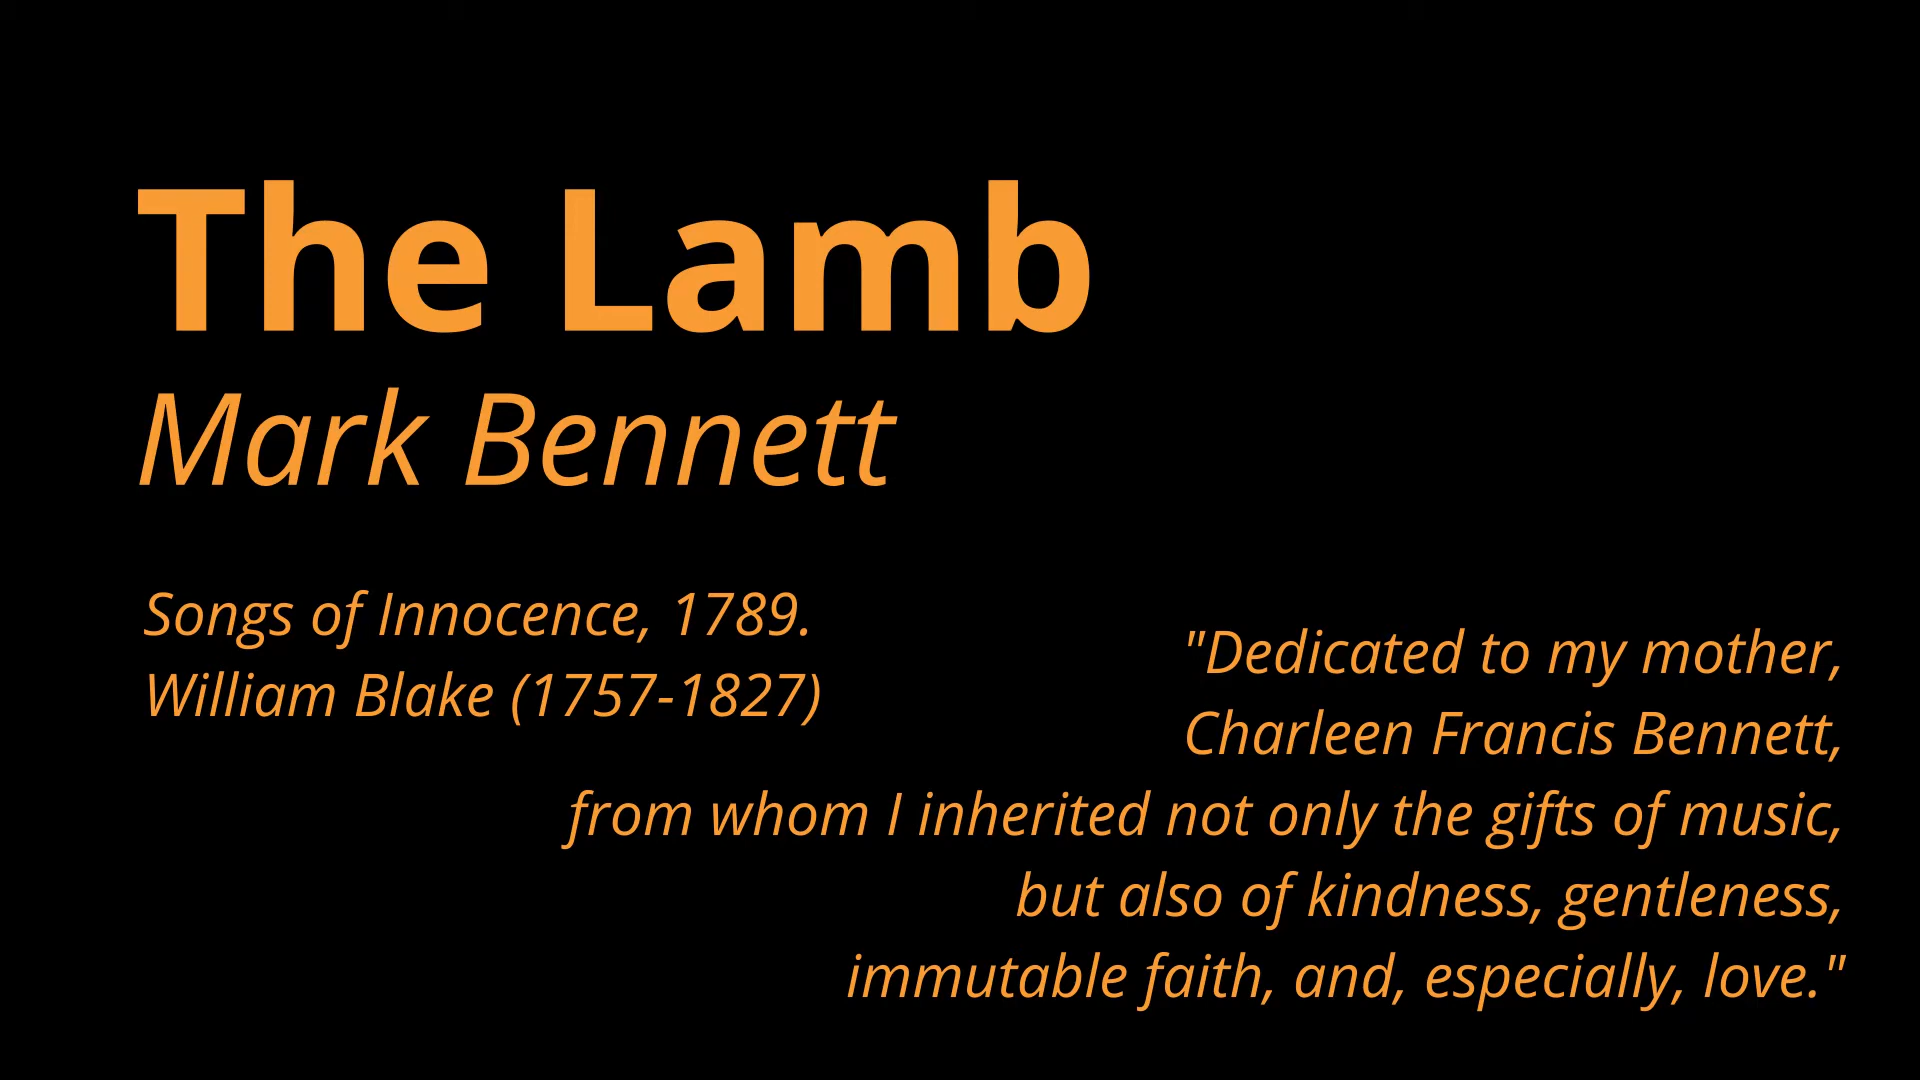 The Lamb
Mark Bennett
Songs of Innocence, 1789.
William Blake (1757-1827)
"Dedicated to my mother,
Charleen Francis Bennett,
from whom I inherited not only the gifts of music,
but also of kindness, gentleness,
immutable faith, and, especially, love."